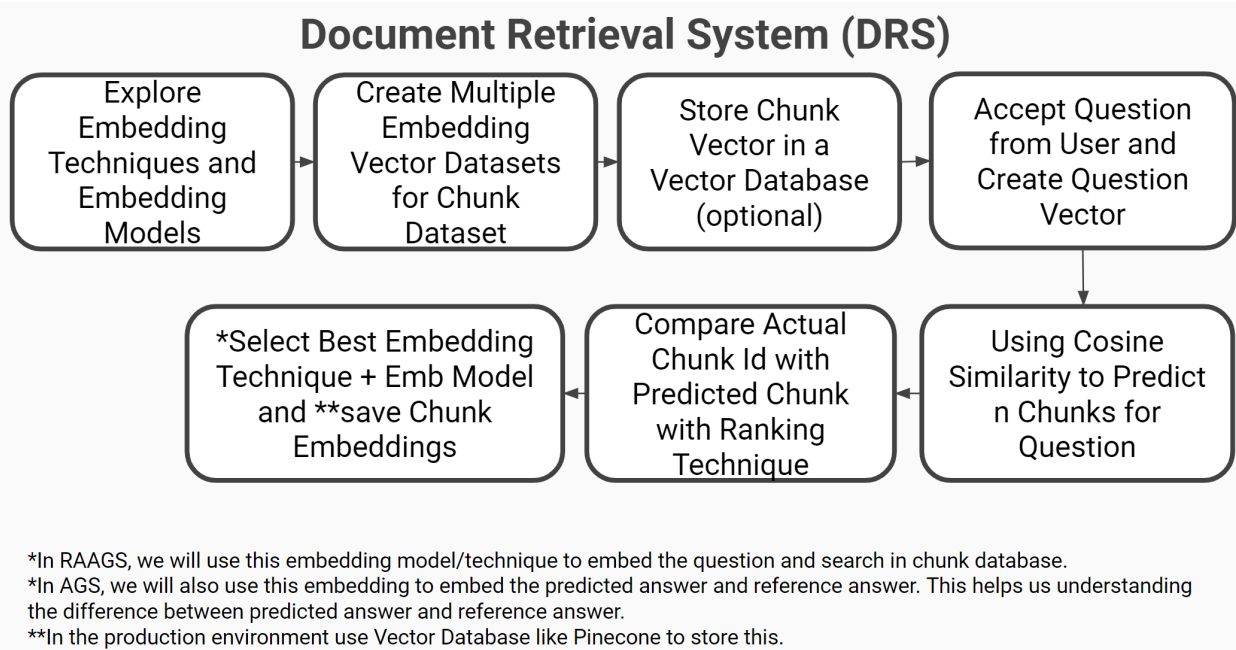 Document Retrieval System (DRS)
Explore
Embedding
Techniques and
Embedding
Models
Create Multiple
Embedding
Vector Datasets
for Chunk
Dataset
Store Chunk
Vector in a
Vector Database
(optional)
Accept Question
from User and
Create Question
Vector
Using Cosine
Similarity to Predict
n Chunks for
Question
Compare Actual
Chunk Id with
Predicted Chunk
with Ranking
Technique
*Select Best Embedding
Technique + Emb Model
and **save Chunk
Embeddings
*In RAAGS, we will use this embedding model/technique to embed the question and search in chunk database.
*In AGS, we will also use this embedding to embed the predicted answer and reference answer. This helps us understanding
the difference between predicted answer and reference answer.
**In the production environment use Vector Database like Pinecone to store this.